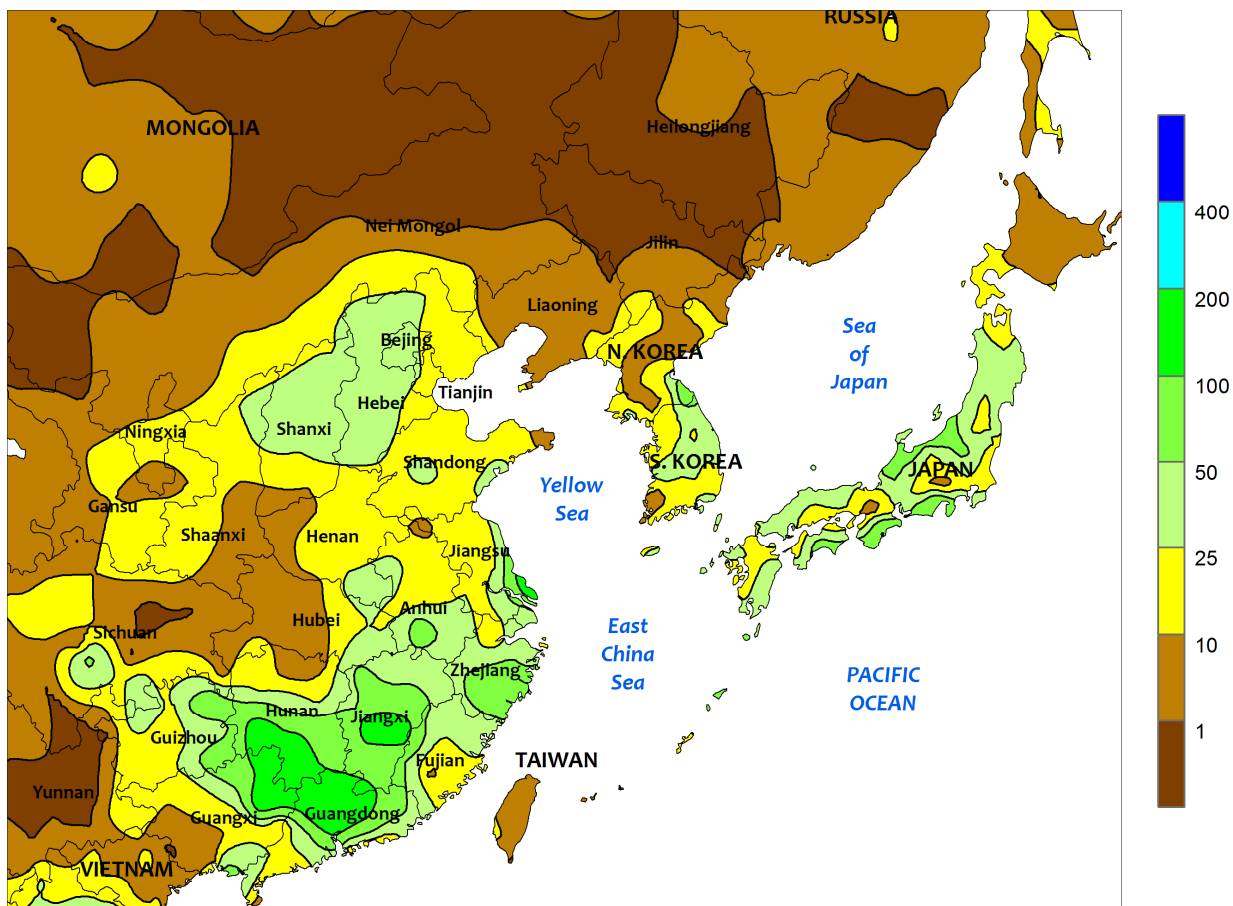 RUSSIA
MONGOLIA
Heilongjiang
400
Nei Mongol
Jilin
200
Liaoning
Sea
of
Japan
Bejing
N. KOREA
100
Tianjin
Hebei
Shanxi
Ningxia
Shandong
S. KOREA
JAPAN
50
Yellow
Sea
Gansu
Shaanxi
Henan
Jiangsu
25
Anhui
Hubei
Sichuan
East
China
Sea
10
Zhejiang
PACIFIC
OCEAN
Hunan
Jiangxi
1
Guizhou
Fujian
TAIWAN
Yunnan
Guangxi
Guangdong
VIETNAM